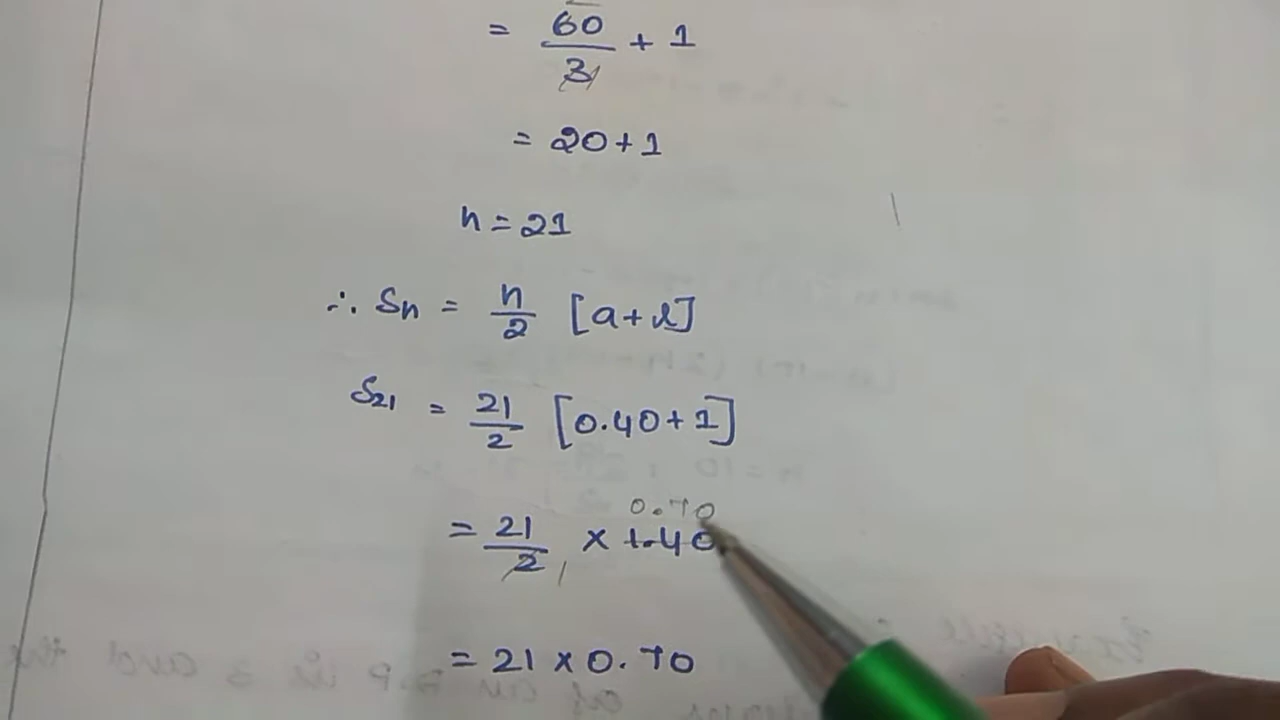 = 60/3 + 1
= 20 + 1
n = 21
∴ Sn = n/2 [a + l]
S21 = 21/2 [0.40 + 1]
0.70
= 21/2 × 1.40
1
= 21 × 0.70